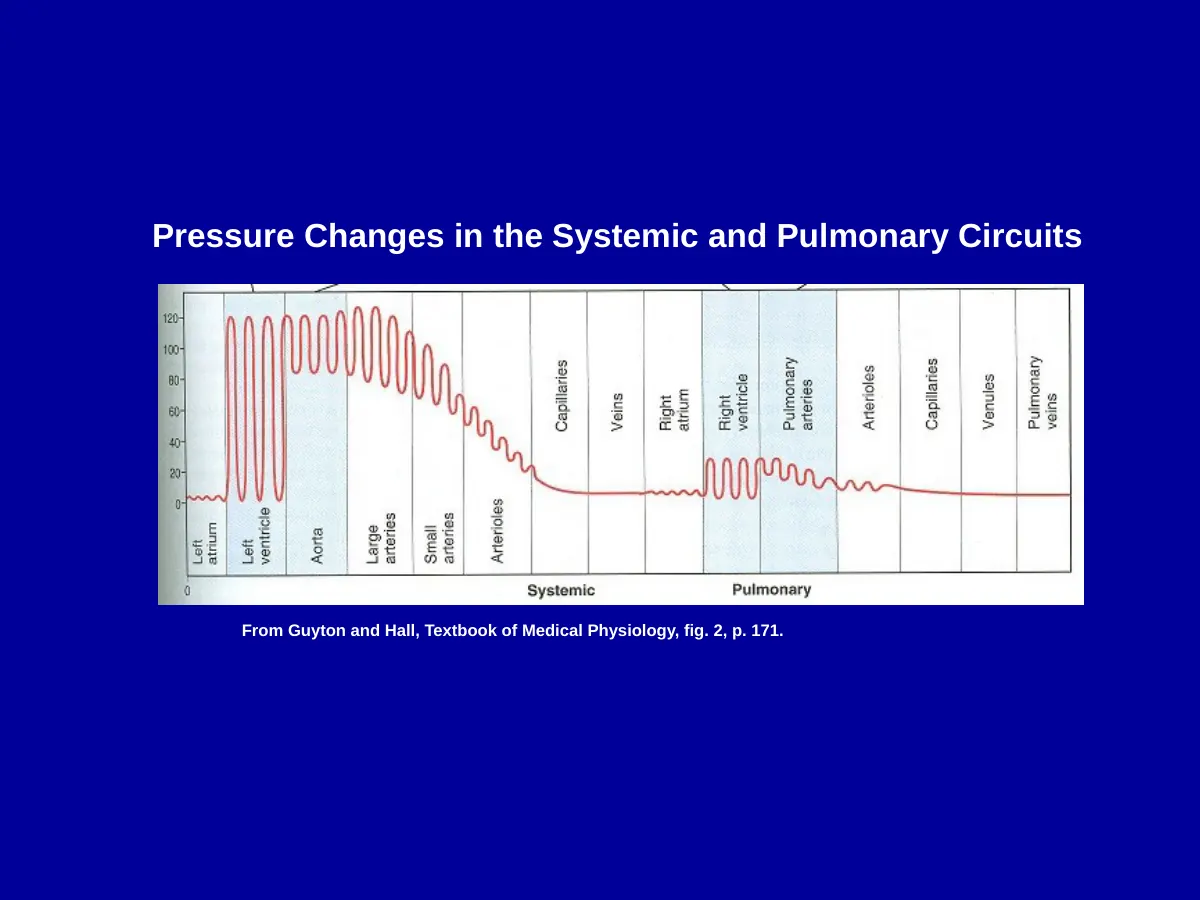 Pressure Changes in the Systemic and Pulmonary Circuits
120
100
80
60
40
20
0
Left
atrium
Left
ventricle
Aorta
Large
arteries
Small
arteries
Arterioles
Capillaries
Veins
Right
atrium
Right
ventricle
Pulmonary
arteries
Arterioles
Capillaries
Venules
Pulmonary
veins
0
Systemic
Pulmonary
From Guyton and Hall, Textbook of Medical Physiology, fig. 2, p. 171.